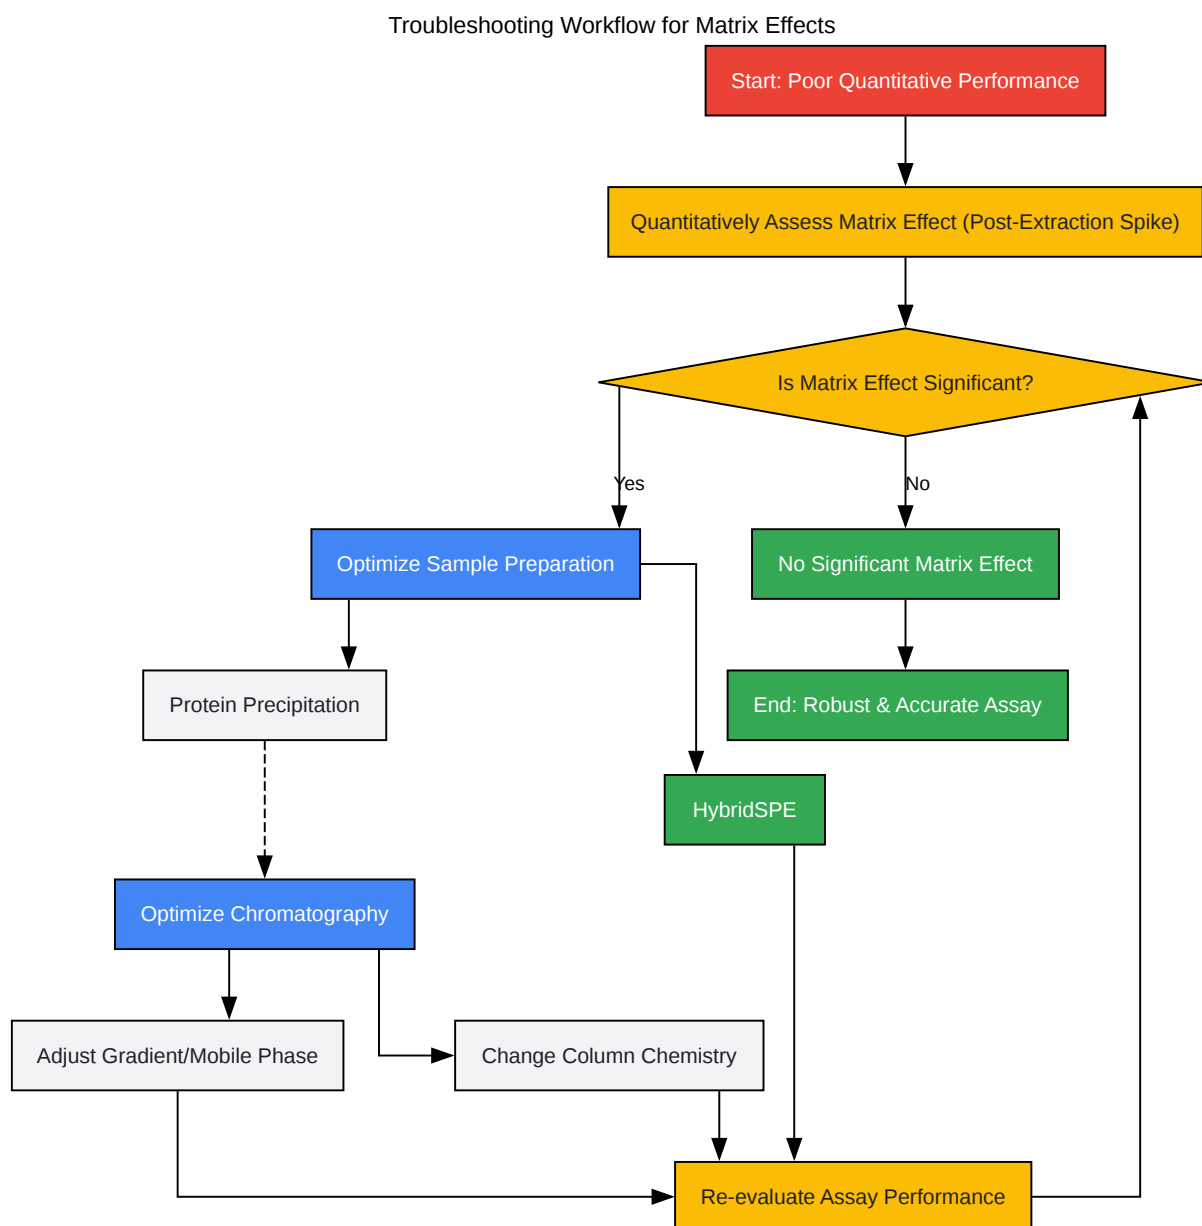 Troubleshooting Workflow for Matrix Effects
Start: Poor Quantitative Performance
Quantitatively Assess Matrix Effect (Post-Extraction Spike)
Is Matrix Effect Significant?
Yes
No
Optimize Sample Preparation
No Significant Matrix Effect
Protein Precipitation
End: Robust & Accurate Assay
HybridSPE
Optimize Chromatography
Adjust Gradient/Mobile Phase
Change Column Chemistry
Re-evaluate Assay Performance